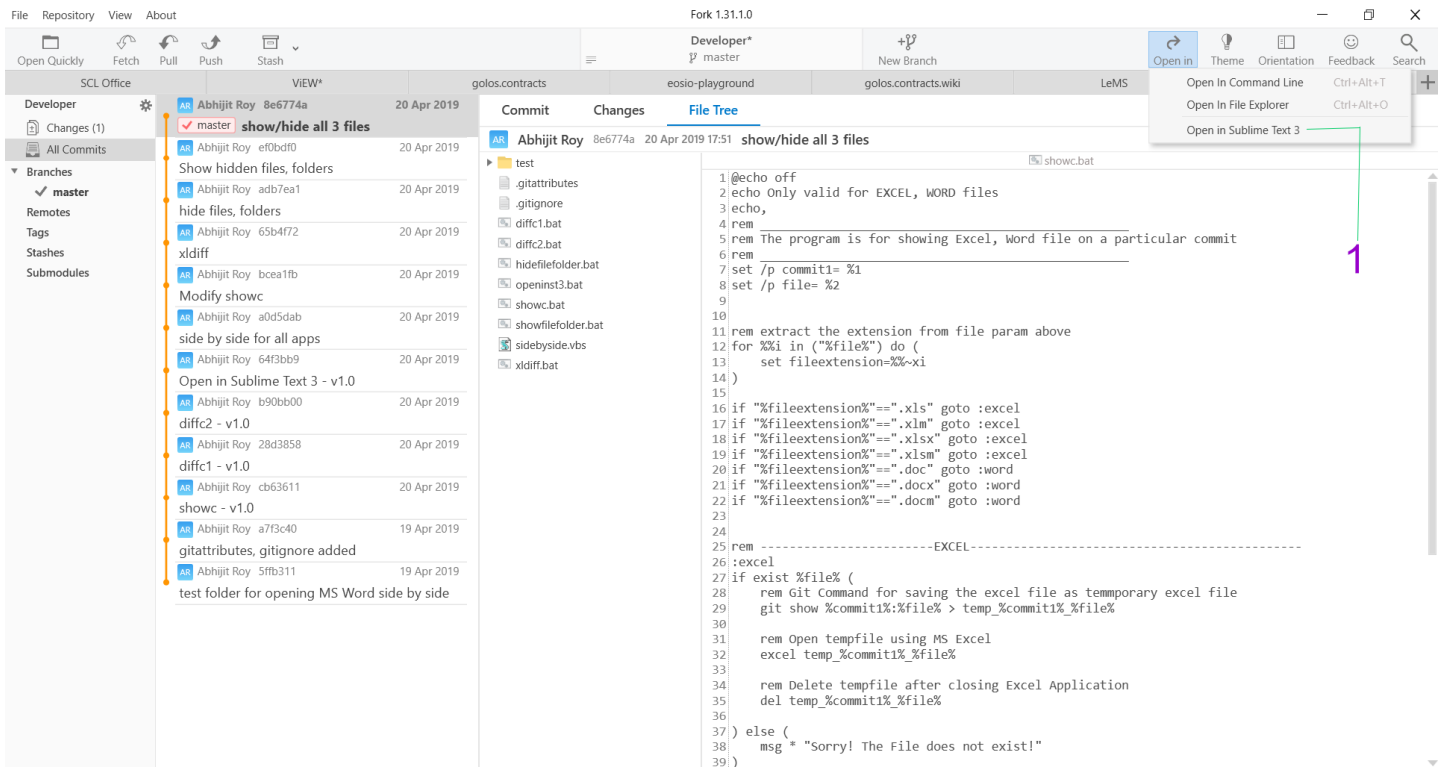 File Repository View About
Fork 1.31.1.0
Open Quickly Fetch Pull Push Stash
Developer*
master
New Branch
Open in Theme Orientation Feedback Search
SCL Office ViEW* golos.contracts eosio-playground golos.contracts.wiki LeMS
Open In Command Line Ctrl+Alt+T
Open In File Explorer Ctrl+Alt+O
Open in Sublime Text 3
1
Developer
Changes (1)
All Commits
Branches
master
Remotes
Tags
Stashes
Submodules
AR Abhijit Roy 8e6774a 20 Apr 2019
master show/hide all 3 files
AR Abhijit Roy ef0bdf0 20 Apr 2019
Show hidden files, folders
AR Abhijit Roy adb7ea1 20 Apr 2019
hide files, folders
AR Abhijit Roy 65b4f72 20 Apr 2019
xldiff
AR Abhijit Roy bcea1fb 20 Apr 2019
Modify showc
AR Abhijit Roy a0d5dab 20 Apr 2019
side by side for all apps
AR Abhijit Roy 64f3bb9 20 Apr 2019
Open in Sublime Text 3 - v1.0
AR Abhijit Roy b90bb00 20 Apr 2019
diffc2 - v1.0
AR Abhijit Roy 28d3858 20 Apr 2019
diffc1 - v1.0
AR Abhijit Roy cb63611 20 Apr 2019
showc - v1.0
AR Abhijit Roy a7f3c40 19 Apr 2019
gitattributes, gitignore added
AR Abhijit Roy 5ffb311 19 Apr 2019
test folder for opening MS Word side by side
Commit Changes File Tree
AR Abhijit Roy 8e6774a 20 Apr 2019 17:51 show/hide all 3 files
test
.gitattributes
.gitignore
diffc1.bat
diffc2.bat
hidefilefolder.bat
openinst3.bat
showc.bat
showfilefolder.bat
sidebyside.vbs
xldiff.bat
showc.bat
1 @echo off
2 echo Only valid for EXCEL, WORD files
3 echo,
4 rem ___________________________________________________
5 rem The program is for showing Excel, Word file on a particular commit
6 rem ___________________________________________________
7 set /p commit1= %1
8 set /p file= %2
9
10
11 rem extract the extension from file param above
12 for %%i in ("%file%") do (
13     set fileextension=%%~xi
14 )
15
16 if "%fileextension%"==".xls" goto :excel
17 if "%fileextension%"==".xlm" goto :excel
18 if "%fileextension%"==".xlsx" goto :excel
19 if "%fileextension%"==".xlsm" goto :excel
20 if "%fileextension%"==".doc" goto :word
21 if "%fileextension%"==".docx" goto :word
22 if "%fileextension%"==".docm" goto :word
23
24
25 rem ------------------------EXCEL----------------------------------------------
26 :excel
27 if exist %file% (
28     rem Git Command for saving the excel file as temmporary excel file
29     git show %commit1%:%file% > temp_%commit1%_%file%
30
31     rem Open tempfile using MS Excel
32     excel temp_%commit1%_%file%
33
34     rem Delete tempfile after closing Excel Application
35     del temp_%commit1%_%file%
36
37 ) else (
38     msg * "Sorry! The File does not exist!"
39 )